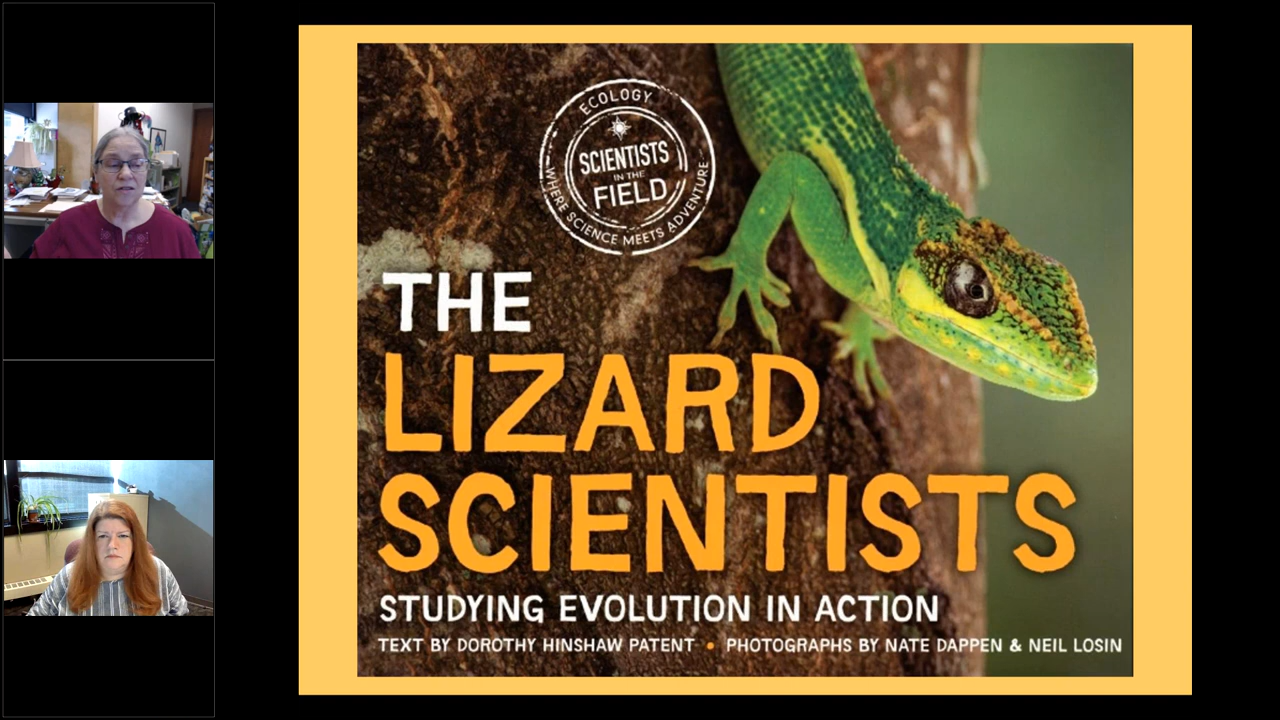 ECOLOGY
SCIENTISTS
IN THE
FIELD
WHERE SCIENCE MEETS ADVENTURE
THE
LIZARD
SCIENTISTS
STUDYING EVOLUTION IN ACTION
TEXT BY DOROTHY HINSHAW PATENT • PHOTOGRAPHS BY NATE DAPPEN & NEIL LOSIN